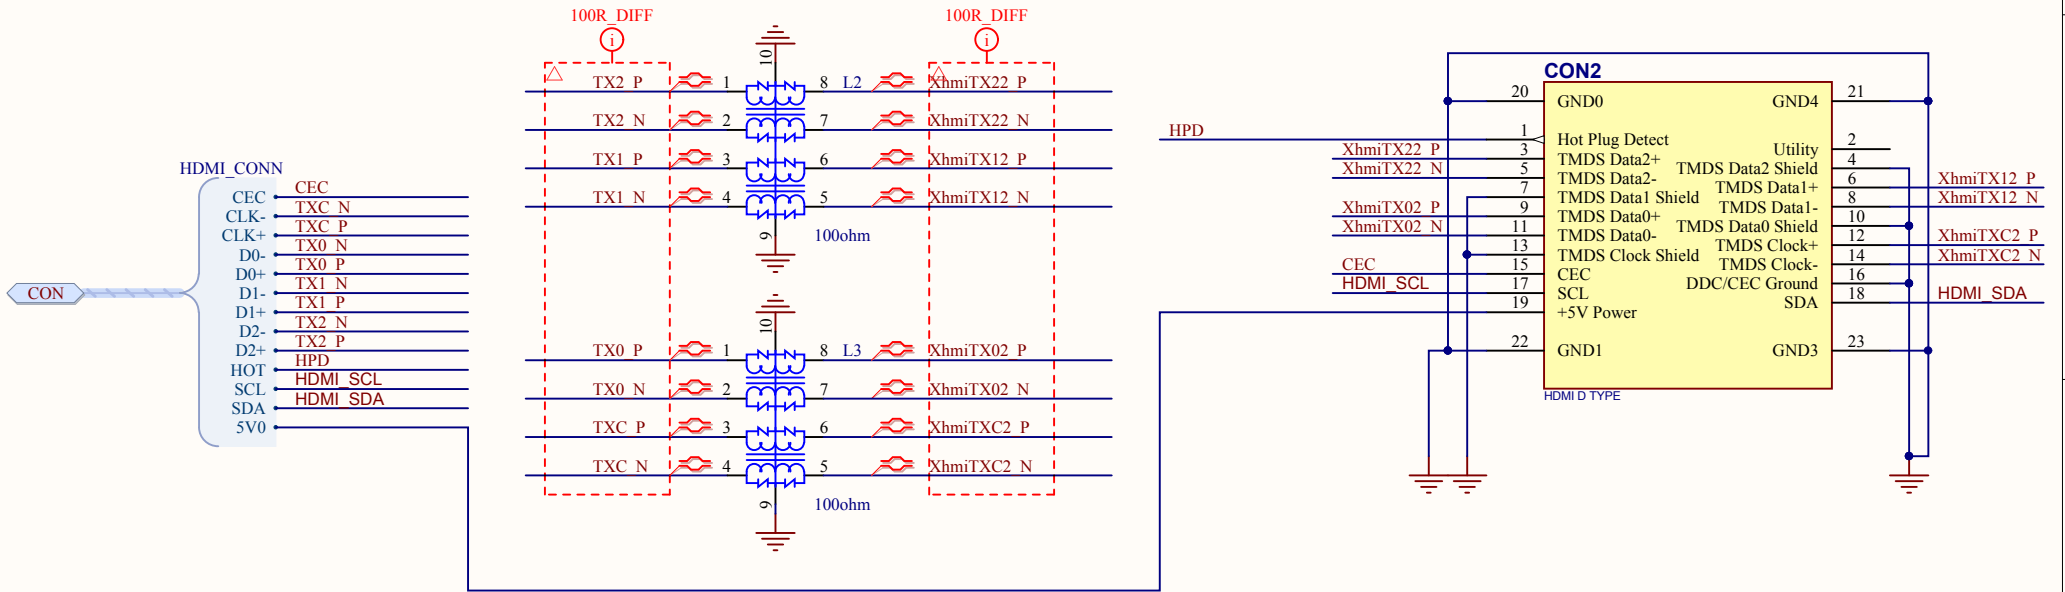 100R_DIFF
100R_DIFF
i
i
10
TX2_P
1
8
L2
XhmiTX22_P
TX2_N
2
7
XhmiTX22_N
TX1_P
3
6
XhmiTX12_P
TX1_N
4
5
XhmiTX12_N
9
100ohm
10
TX0_P
1
8
L3
XhmiTX02_P
TX0_N
2
7
XhmiTX02_N
TXC_P
3
6
XhmiTXC2_P
TXC_N
4
5
XhmiTXC2_N
9
100ohm
HDMI_CONN
CON
CEC
CEC
CLK-
TXC_N
CLK+
TXC_P
D0-
TX0_N
D0+
TX0_P
D1-
TX1_N
D1+
TX1_P
D2-
TX2_N
D2+
TX2_P
HOT
HPD
SCL
HDMI_SCL
SDA
HDMI_SDA
5V0
CON2
20
GND0
GND4
21
HPD
1
Hot Plug Detect
Utility
2
XhmiTX22_P
3
TMDS Data2+
TMDS Data2 Shield
4
XhmiTX22_N
5
TMDS Data2-
TMDS Data1+
6
XhmiTX12_P
7
TMDS Data1 Shield
TMDS Data1-
8
XhmiTX12_N
XhmiTX02_P
9
TMDS Data0+
TMDS Data0 Shield
10
XhmiTX02_N
11
TMDS Data0-
TMDS Clock+
12
XhmiTXC2_P
13
TMDS Clock Shield
TMDS Clock-
14
XhmiTXC2_N
CEC
15
CEC
DDC/CEC Ground
16
HDMI_SCL
17
SCL
SDA
18
HDMI_SDA
19
+5V Power
22
GND1
GND3
23
HDMI D TYPE